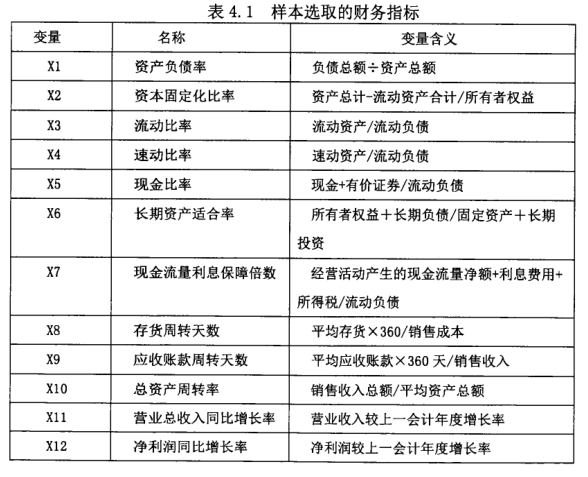 表 4.1 样本选取的财务指标
变量 名称 变量含义
X1 资产负债率 负债总额÷资产总额
X2 资本固定化比率 资产总计-流动资产合计/所有者权益
X3 流动比率 流动资产/流动负债
X4 速动比率 速动资产/流动负债
X5 现金比率 现金+有价证券/流动负债
X6 长期资产适合率 所有者权益＋长期负债/固定资产＋长期
投资
X7 现金流量利息保障倍数 经营活动产生的现金流量净额+利息费用+
所得税/流动负债
X8 存货周转天数 平均存货×360/销售成本
X9 应收账款周转天数 平均应收账款×360 天/销售收入
X10 总资产周转率 销售收入总额/平均资产总额
X11 营业总收入同比增长率 营业收入较上一会计年度增长率
X12 净利润同比增长率 净利润较上一会计年度增长率